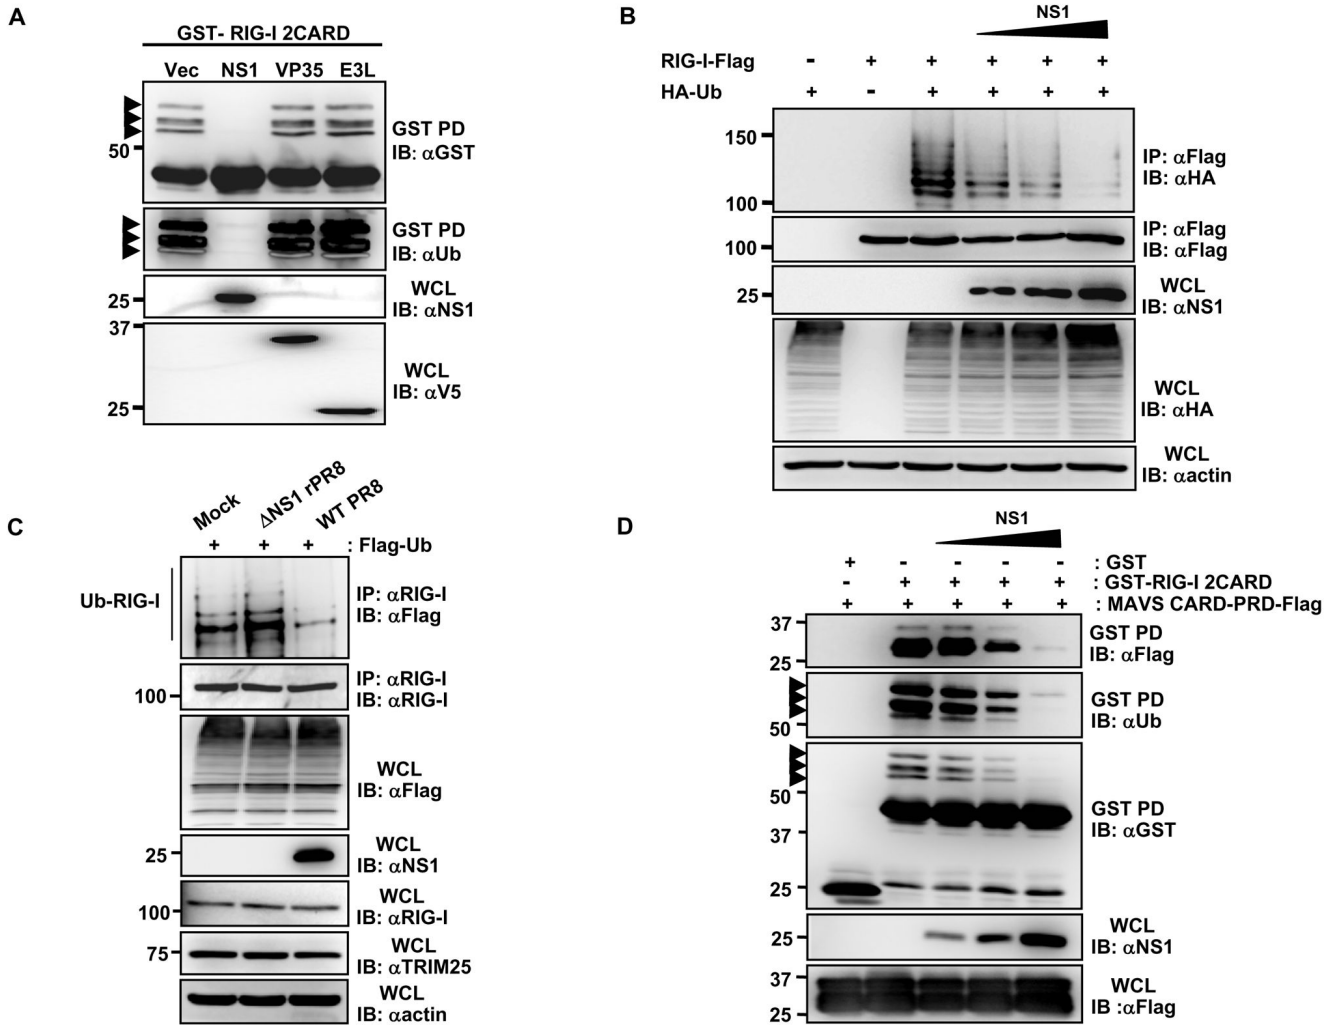 A
GST- RIG-I 2CARD
Vec NS1 VP35 E3L
50
GST PD
IB: αGST
GST PD
IB: αUb
25
WCL
IB: αNS1
37
25
WCL
IB: αV5
B
NS1
RIG-I-Flag - + + + + +
HA-Ub + - + + + +
150
100
IP: αFlag
IB: αHA
100
IP: αFlag
IB: αFlag
25
WCL
IB: αNS1
WCL
IB: αHA
WCL
IB: αactin
C
Mock ΔNS1 rPR8 WT PR8
+ + + : Flag-Ub
Ub-RIG-I
IP: αRIG-I
IB: αFlag
100
IP: αRIG-I
IB: αRIG-I
WCL
IB: αFlag
25
WCL
IB: αNS1
100
WCL
IB: αRIG-I
75
WCL
IB: αTRIM25
WCL
IB: αactin
D
NS1
+ - - - - : GST
- + + + + : GST-RIG-I 2CARD
+ + + + + : MAVS CARD-PRD-Flag
37
25
GST PD
IB: αFlag
50
GST PD
IB: αUb
50
37
25
GST PD
IB: αGST
25
WCL
IB: αNS1
37
25
WCL
IB :αFlag